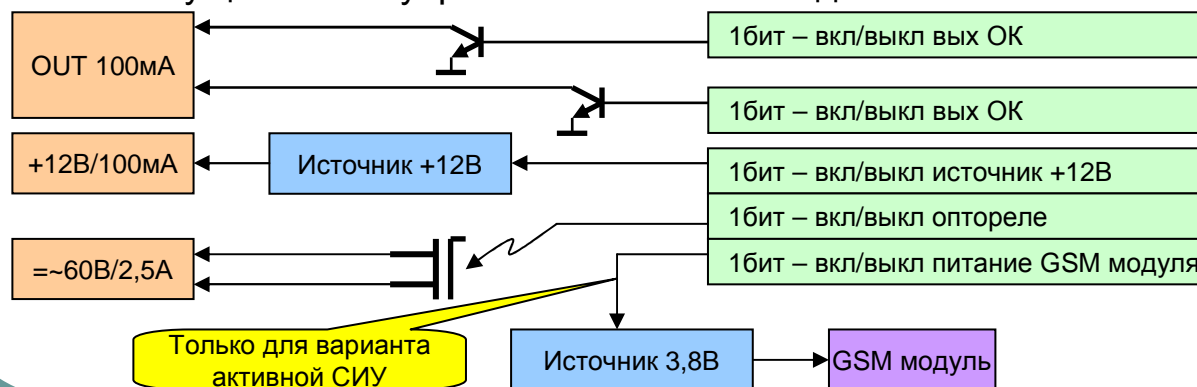 OUT 100мА
1бит – вкл/выкл вых ОК
1бит – вкл/выкл вых ОК
+12В/100мА
Источник +12В
1бит – вкл/выкл источник +12В
1бит – вкл/выкл оптореле
=~60В/2,5А
1бит – вкл/выкл питание GSM модуля
Только для варианта
активной СИУ
Источник 3,8В
GSM модуль